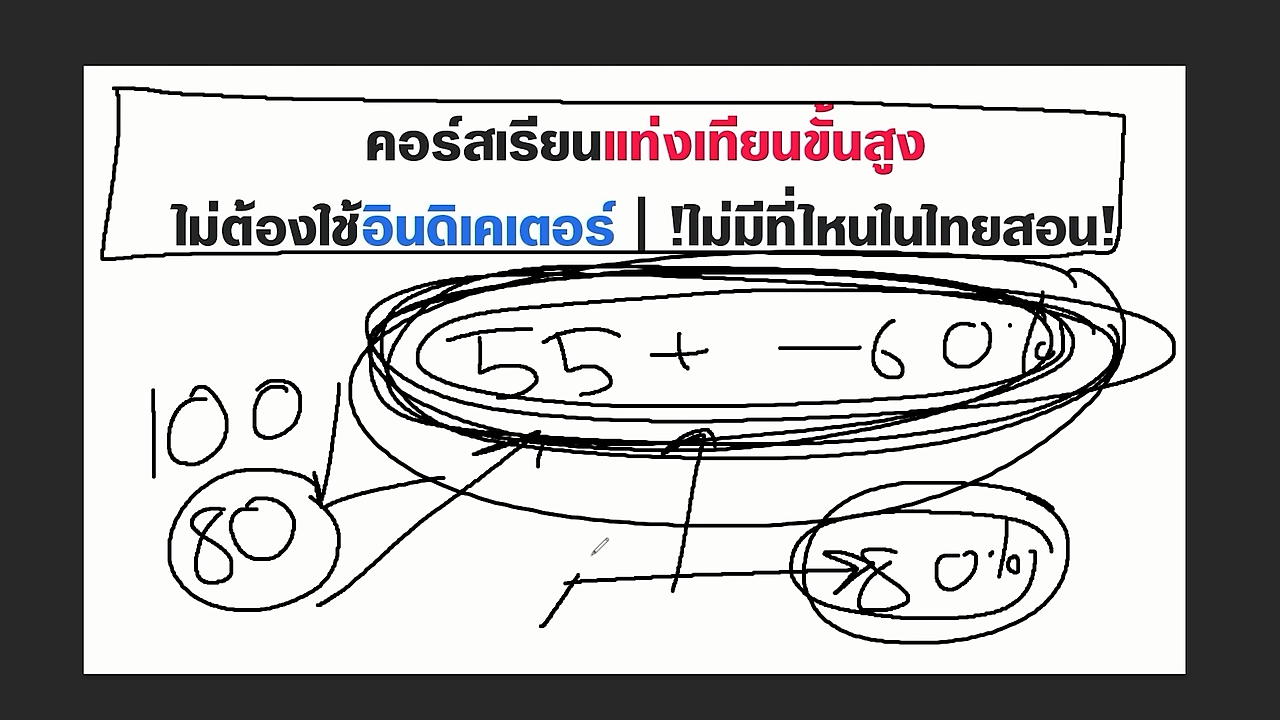 คอร์สเรียนแท่งเทียนขั้นสูง
ไม่ต้องใช้อินดิเคเตอร์ | !ไม่มีที่ไหนในไทยสอน!
55 + - 60%
100
80
80%